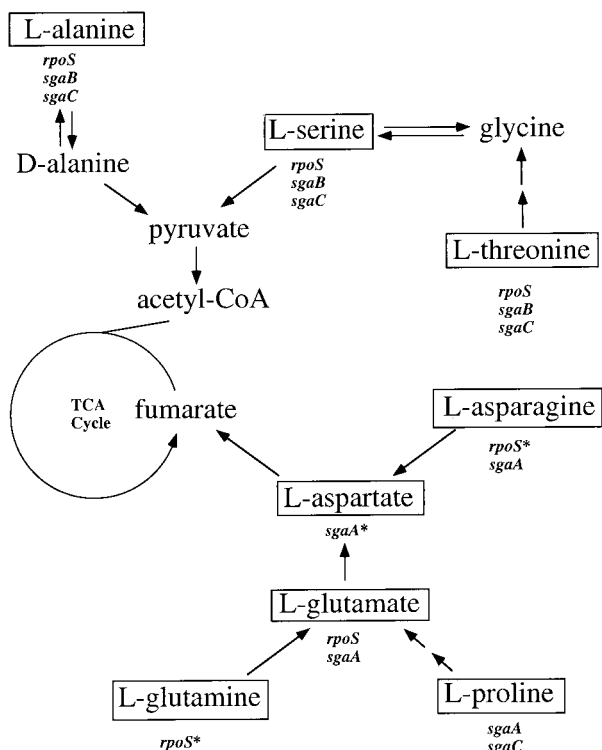 L-alanine
rpoS
sgaB
sgaC
D-alanine
L-serine
rpoS
sgaB
sgaC
glycine
pyruvate
L-threonine
rpoS
sgaB
sgaC
acetyl-CoA
TCA
Cycle
fumarate
L-asparagine
rpoS*
sgaA
L-aspartate
sgaA*
L-glutamate
rpoS
sgaA
L-glutamine
rpoS*
L-proline
sgaA
sgaC